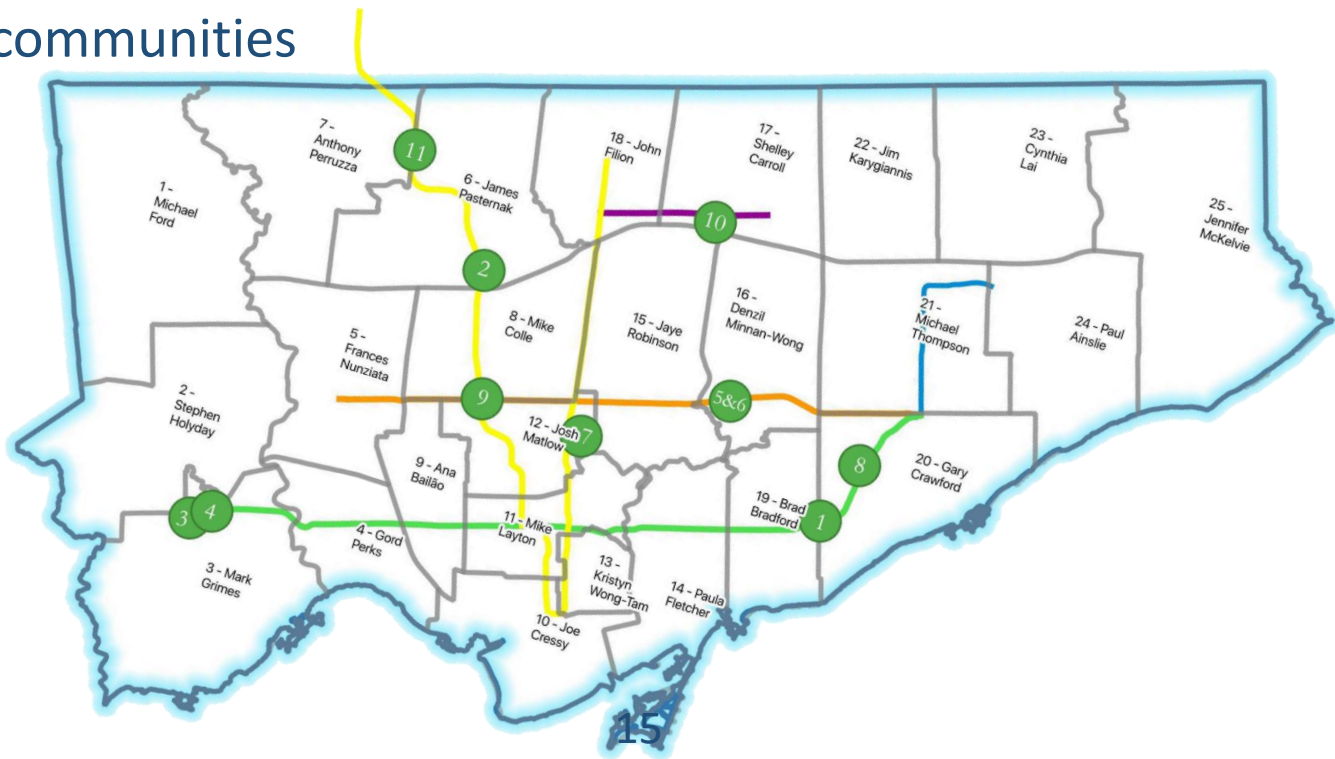 communities
7 -
Anthony
Perruzza
11
6 - James
Pasternak
18 - John
Filion
17 -
Shelley
Carroll
22 - Jim
Karygiannis
23 -
Cynthia
Lai
1 -
Michael
Ford
25 -
Jennifer
McKelvie
10
2
5 -
Frances
Nunziata
8 - Mike
Colle
15 - Jaye
Robinson
16 -
Denzil
Minnan-Wong
21 -
Michael
Thompson
24 - Paul
Ainslie
2 -
Stephen
Holyday
9
5&6
12 - Josh
Matlow
7
9 - Ana
Bailão
8
20 - Gary
Crawford
3
4
4 - Gord
Perks
11 - Mike
Layton
19 - Brad
Bradford
1
3 - Mark
Grimes
13 -
Kristyn
Wong-Tam
14 - Paula
Fletcher
10 - Joe
Cressy
15